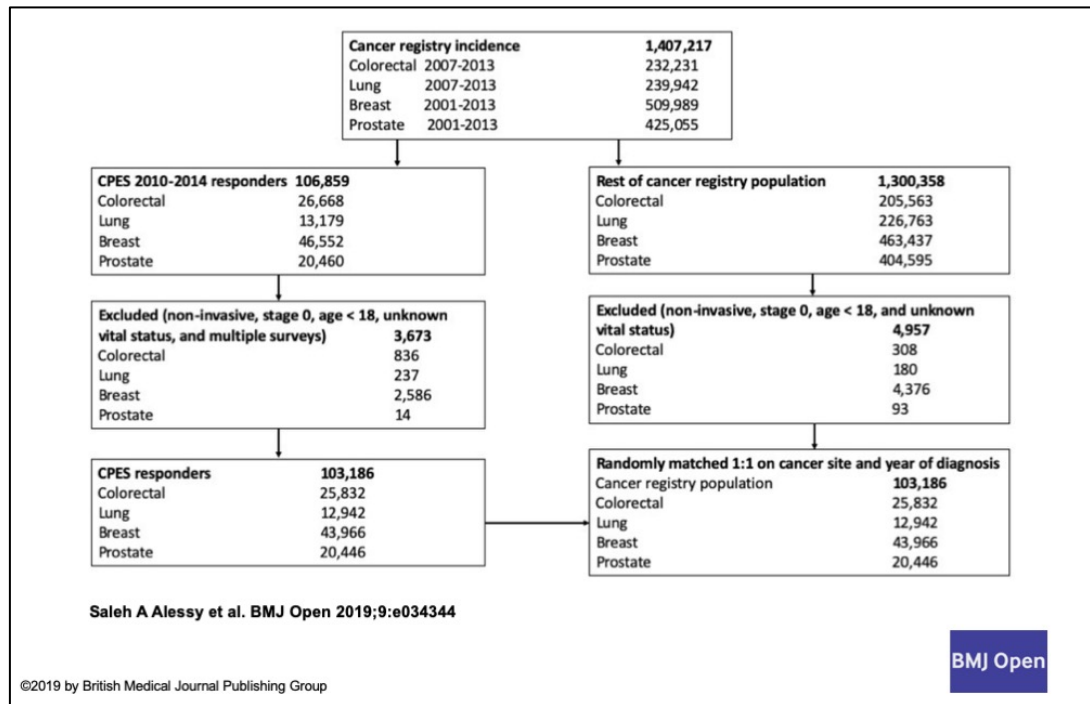 Cancer registry incidence 1,407,217
Colorectal 2007-2013 232,231
Lung 2007-2013 239,942
Breast 2001-2013 509,989
Prostate 2001-2013 425,055
CPES 2010-2014 responders 106,859
Colorectal 26,668
Lung 13,179
Breast 46,552
Prostate 20,460
Rest of cancer registry population 1,300,358
Colorectal 205,563
Lung 226,763
Breast 463,437
Prostate 404,595
Excluded (non-invasive, stage 0, age < 18, unknown
vital status, and multiple surveys) 3,673
Colorectal 836
Lung 237
Breast 2,586
Prostate 14
Excluded (non-invasive, stage 0, age < 18, and unknown
vital status) 4,957
Colorectal 308
Lung 180
Breast 4,376
Prostate 93
CPES responders 103,186
Colorectal 25,832
Lung 12,942
Breast 43,966
Prostate 20,446
Randomly matched 1:1 on cancer site and year of diagnosis
Cancer registry population 103,186
Colorectal 25,832
Lung 12,942
Breast 43,966
Prostate 20,446
Saleh A Alessy et al. BMJ Open 2019;9:e034344
BMJ Open
©2019 by British Medical Journal Publishing Group